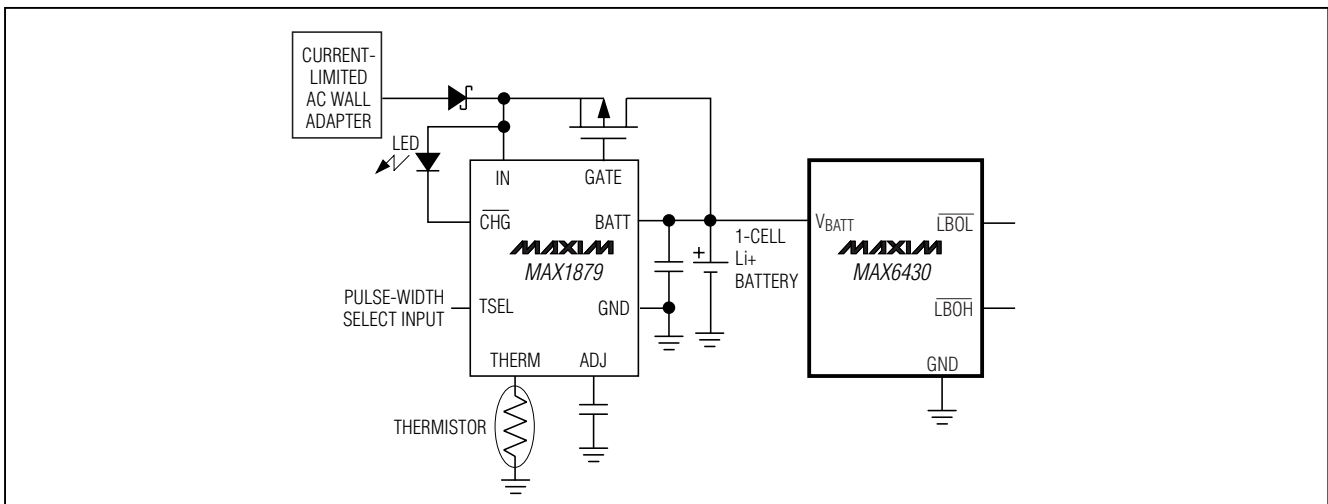 CURRENT-
LIMITED
AC WALL
ADAPTER
LED
IN
GATE
CHG
BATT
MAXIM
MAX1879
TSEL
GND
THERM
ADJ
PULSE-WIDTH
SELECT INPUT
THERMISTOR
+
1-CELL
Li+
BATTERY
VBATT
LBOL
MAXIM
MAX6430
LBOH
GND